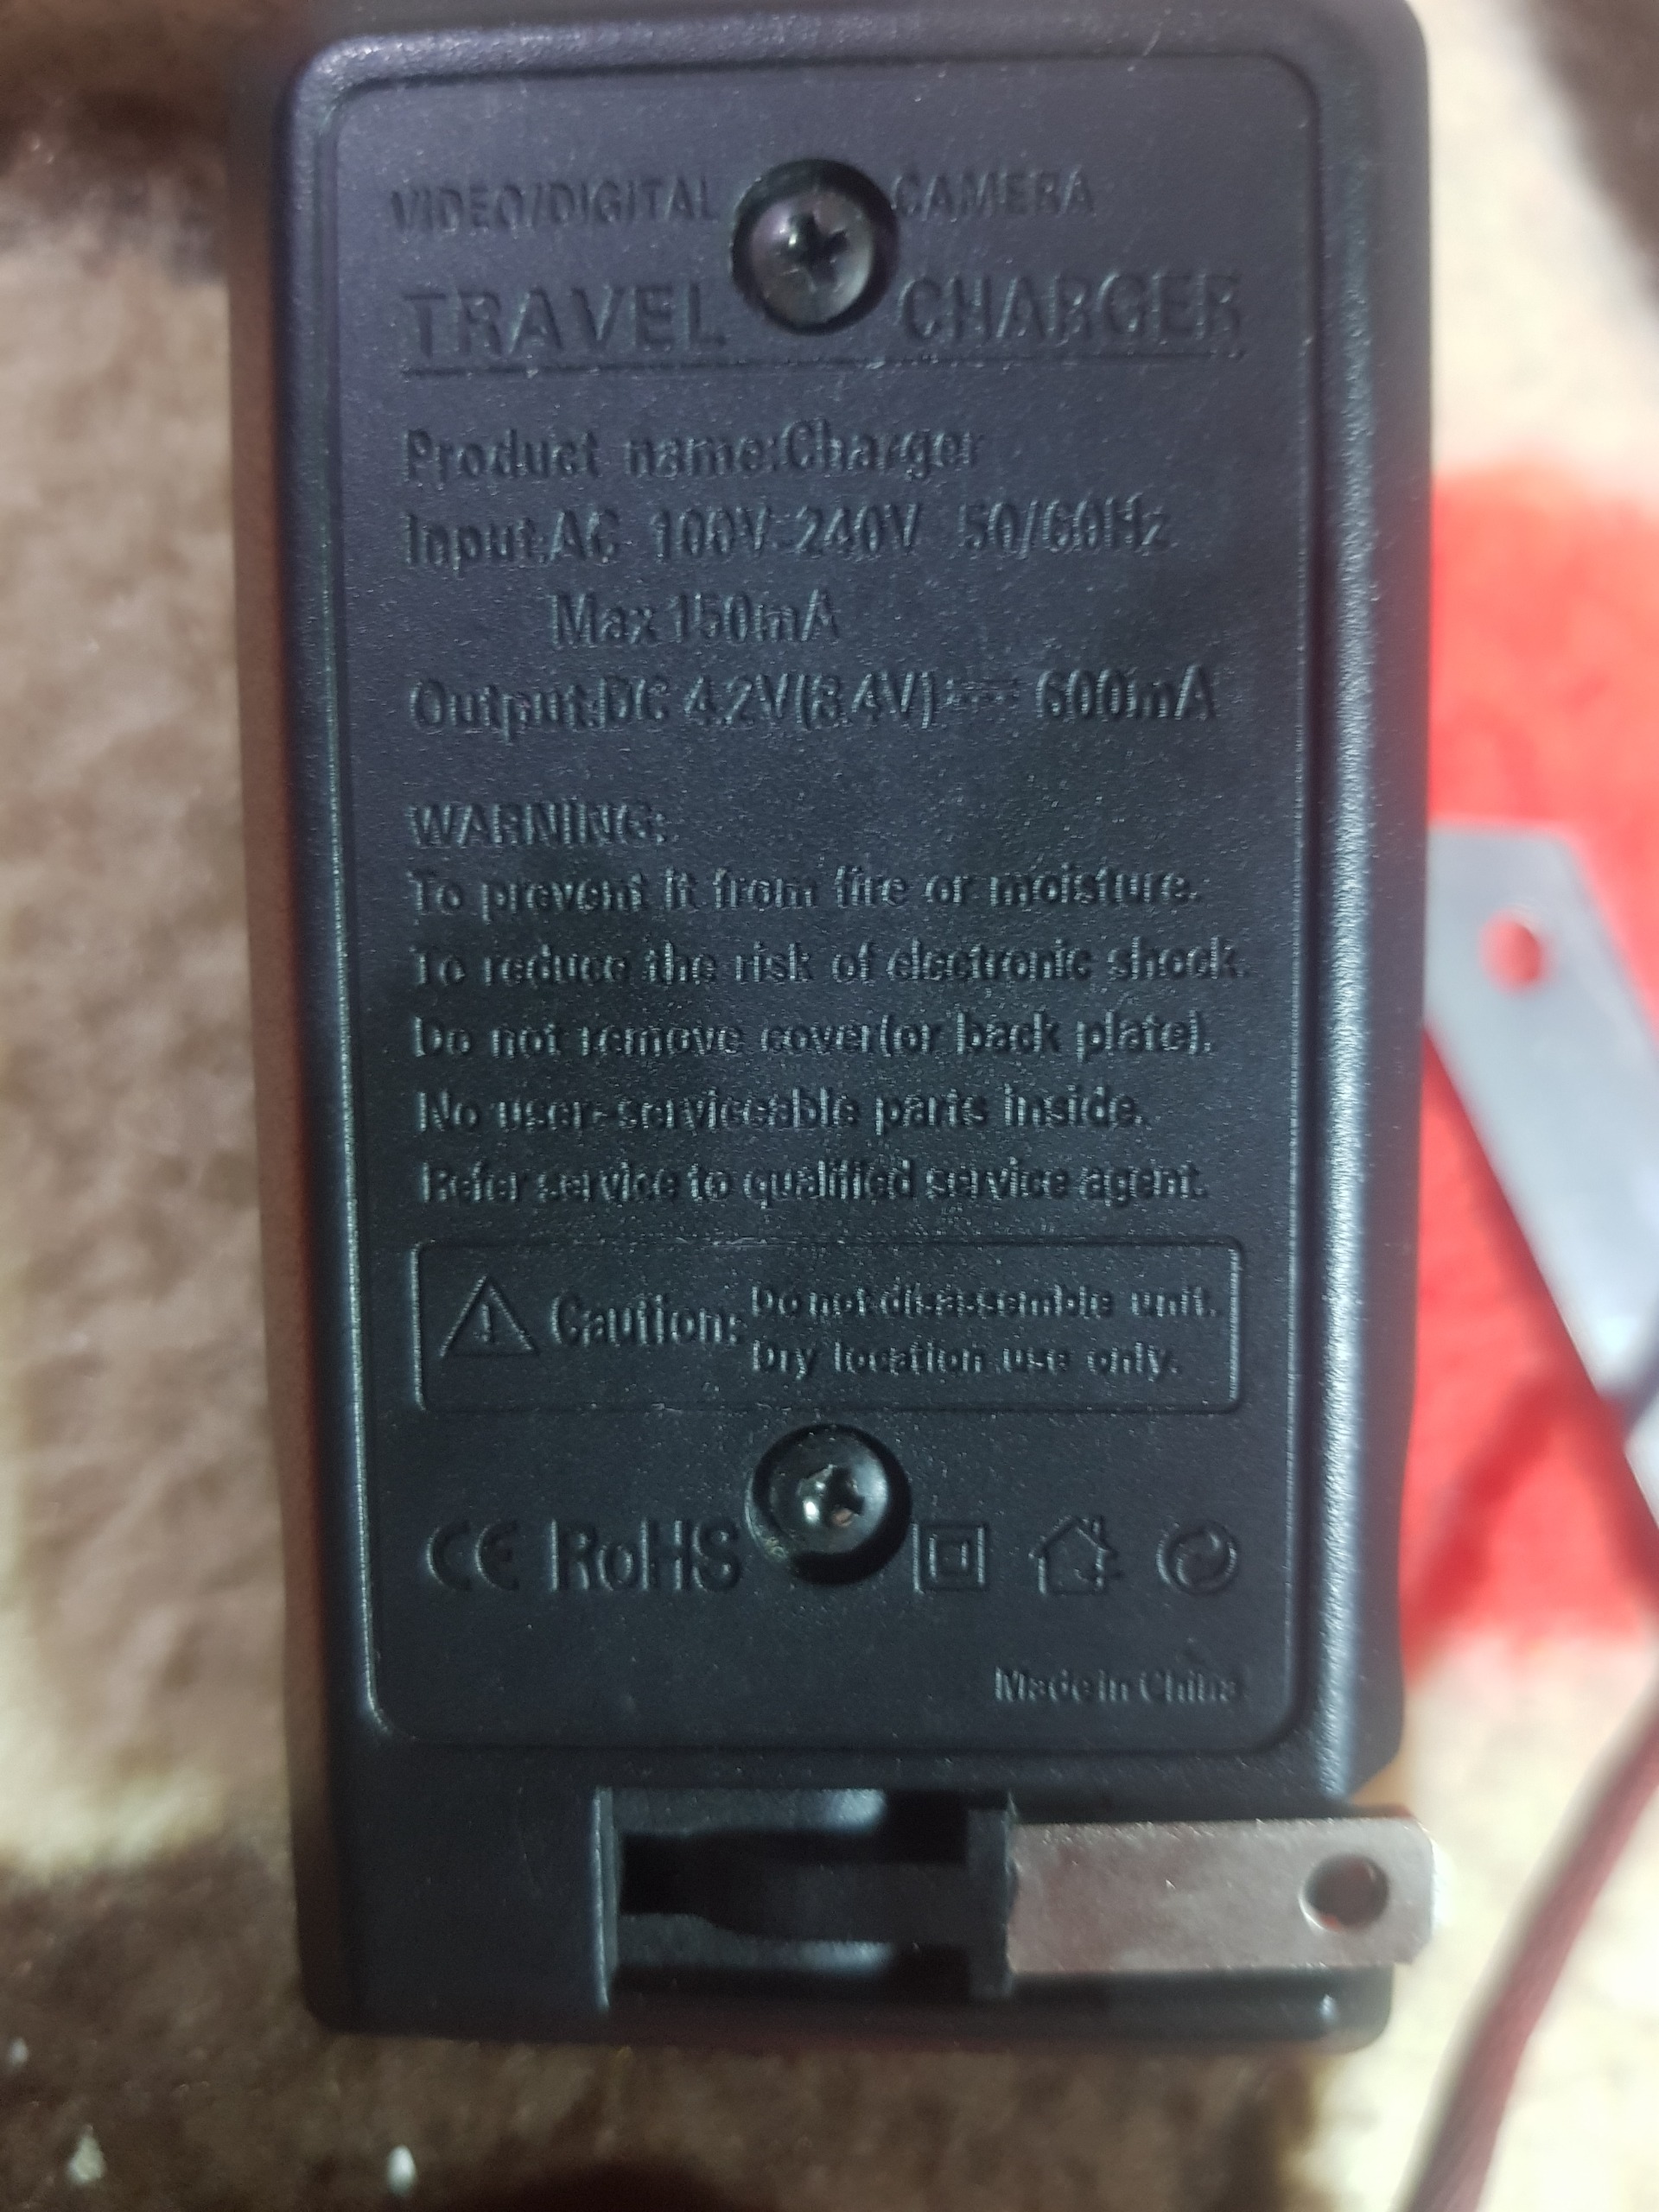 VIDEO/DIGITAL CAMERA
TRAVEL CHARGER
Product name:Charger
Input:AC 100V-240V 50/60Hz
Max 150mA
Output:DC 4.2V(8.4V) 600mA
WARNING:
To prevent it from fire or moisture.
To reduce the risk of electronic shock.
Do not remove cover(or back plate).
No user-serviceable parts inside.
Refer service to qualified service agent.
Caution: Do not disassemble unit.
Dry location use only.
CE RoHS
Made in China